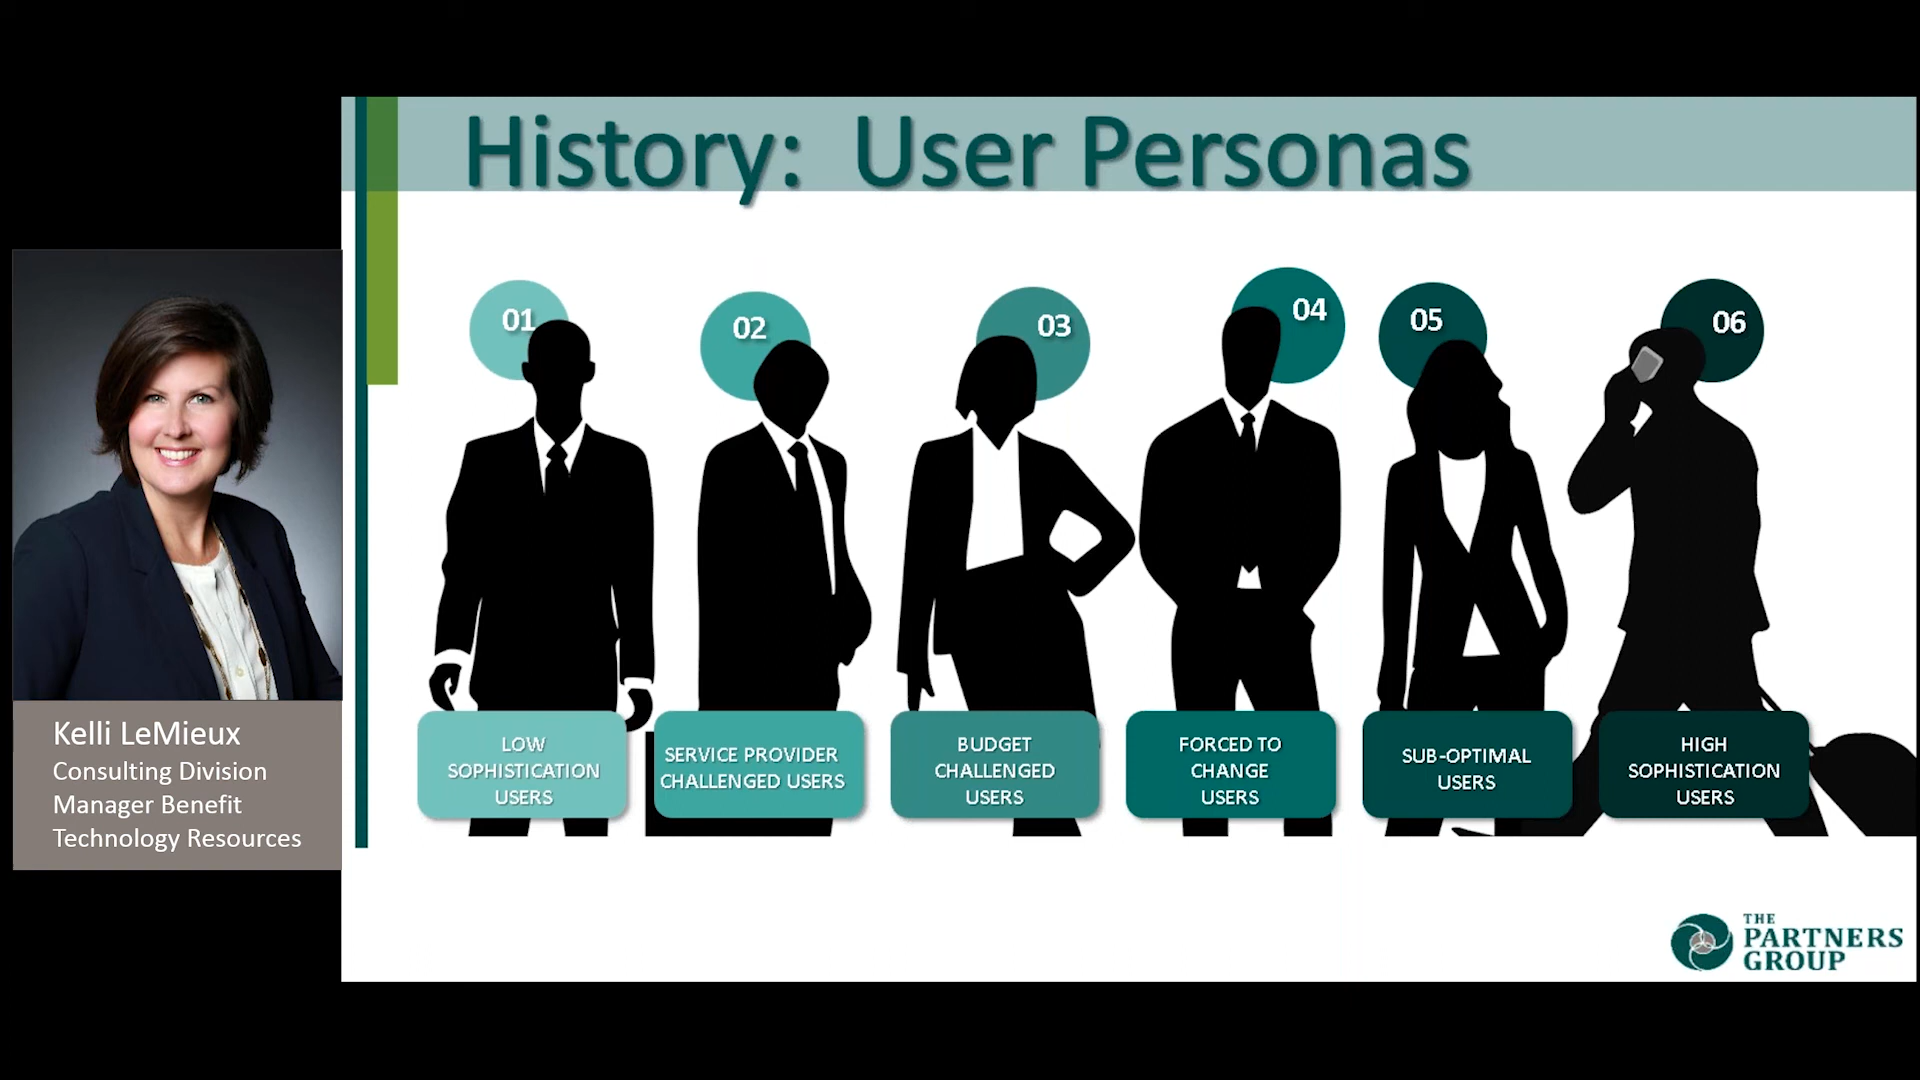 History: User Personas
01
02
03
04
05
06
LOW
SOPHISTICATION
USERS
SERVICE PROVIDER
CHALLENGED USERS
BUDGET
CHALLENGED
USERS
FORCED TO
CHANGE
USERS
SUB-OPTIMAL
USERS
HIGH
SOPHISTICATION
USERS
Kelli LeMieux
Consulting Division
Manager Benefit
Technology Resources
THE
PARTNERS
GROUP